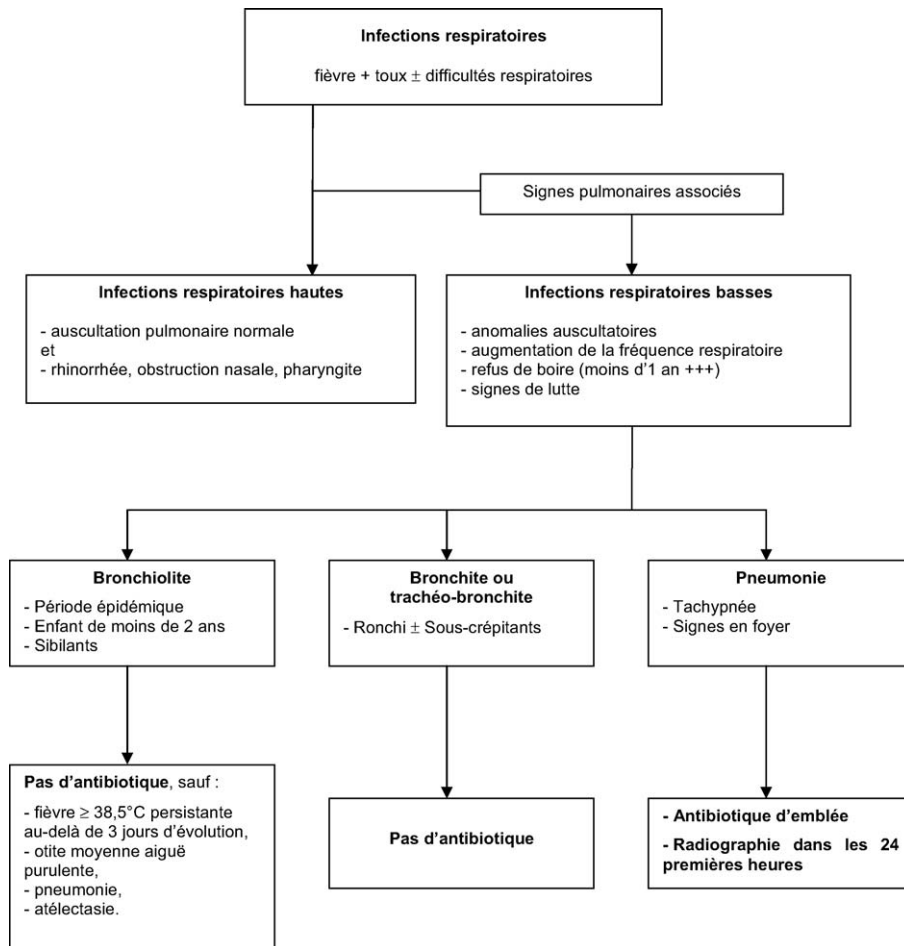 Infections respiratoires
fièvre + toux ± difficultés respiratoires
Signes pulmonaires associés
Infections respiratoires hautes
- auscultation pulmonaire normale
et
- rhinorrhée, obstruction nasale, pharyngite
Infections respiratoires basses
- anomalies auscultatoires
- augmentation de la fréquence respiratoire
- refus de boire (moins d’1 an +++)
- signes de lutte
Bronchiolite
- Période épidémique
- Enfant de moins de 2 ans
- Sibilants
Bronchite ou
trachéo-bronchite
- Ronchi ± Sous-crépitants
Pneumonie
- Tachypnée
- Signes en foyer
Pas d’antibiotique, sauf :
- fièvre ≥ 38,5°C persistante
au-delà de 3 jours d’évolution,
- otite moyenne aiguë
purulente,
- pneumonie,
- atélectasie.
Pas d’antibiotique
- Antibiotique d’emblée
- Radiographie dans les 24
premières heures